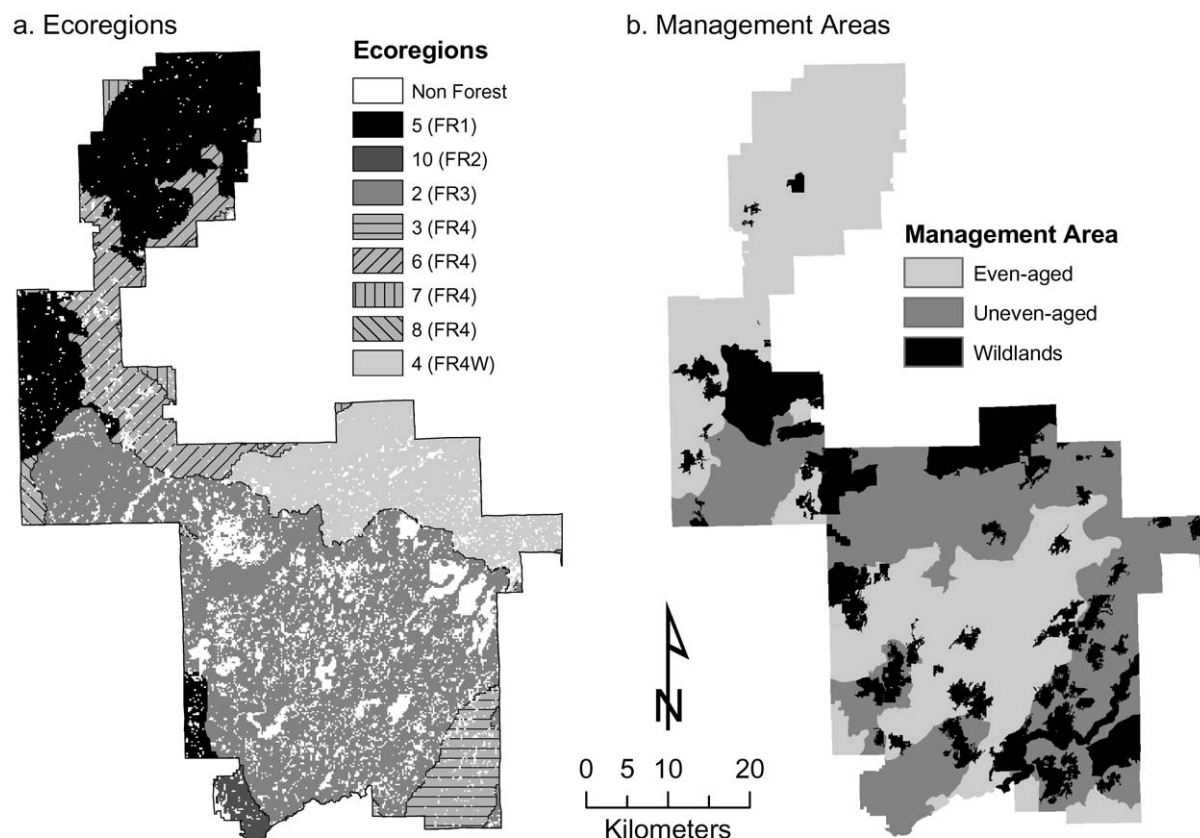 a. Ecoregions
Ecoregions
Non Forest
5 (FR1)
10 (FR2)
2 (FR3)
3 (FR4)
6 (FR4)
7 (FR4)
8 (FR4)
4 (FR4W)
b. Management Areas
Management Area
Even-aged
Uneven-aged
Wildlands
N
0 5 10 20
Kilometers